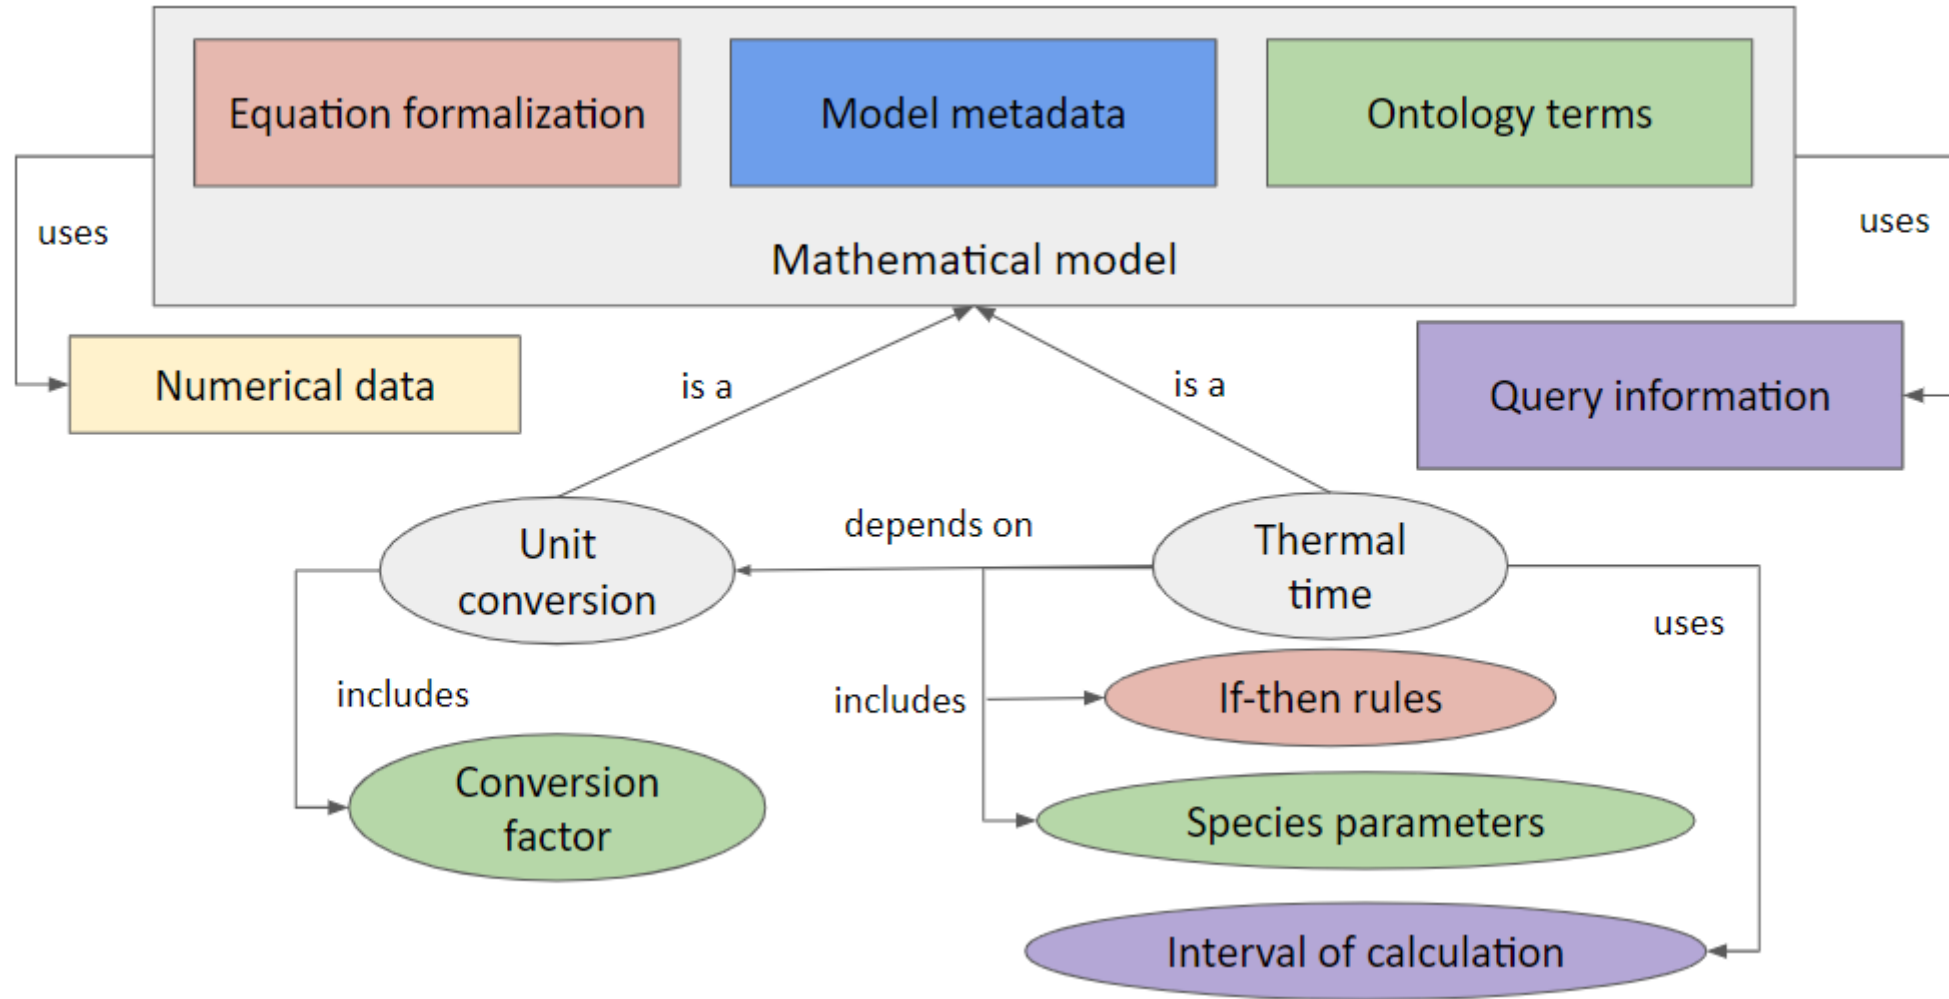 Equation formalization
Model metadata
Ontology terms
uses
uses
Mathematical model
Numerical data
is a
is a
Query information
Unit
conversion
depends on
Thermal
time
uses
includes
includes
If-then rules
Conversion
factor
Species parameters
Interval of calculation